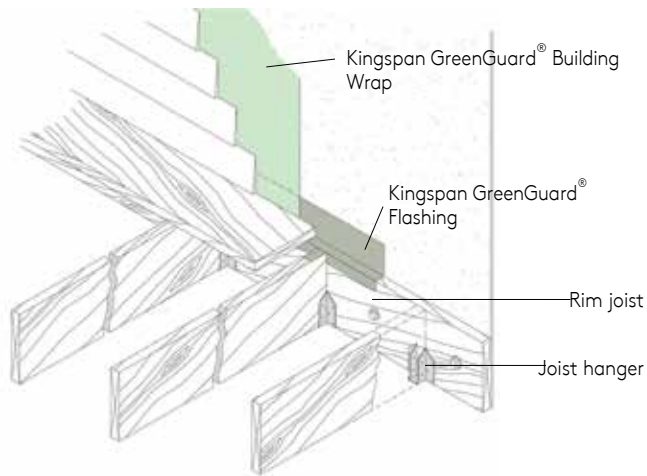 Kingspan GreenGuard® Building
Wrap
Kingspan GreenGuard®
Flashing
Rim joist
Joist hanger